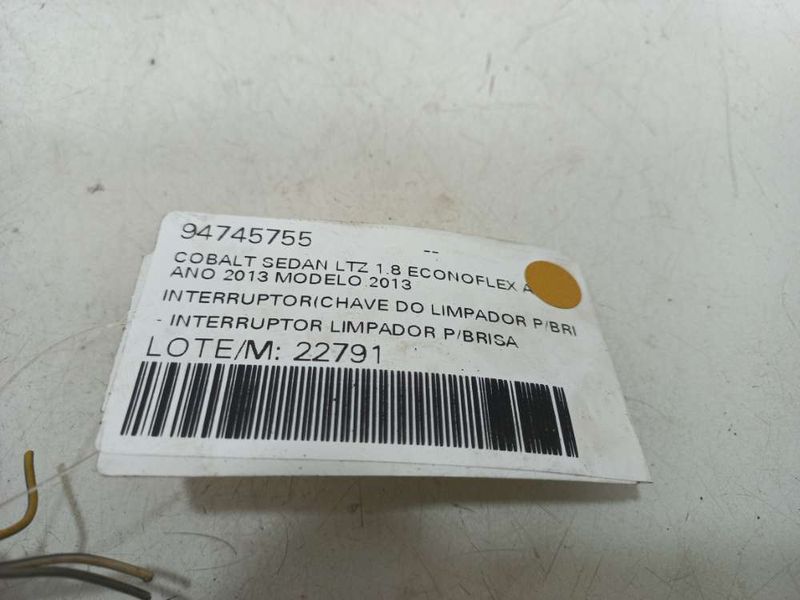 94745755 --
COBALT SEDAN LTZ 1.8 ECONOFLEX
ANO 2013 MODELO 2013
INTERRUPTOR(CHAVE DO LIMPADOR P/BRI
- INTERRUPTOR LIMPADOR P/BRISA
LOTE/M: 22791